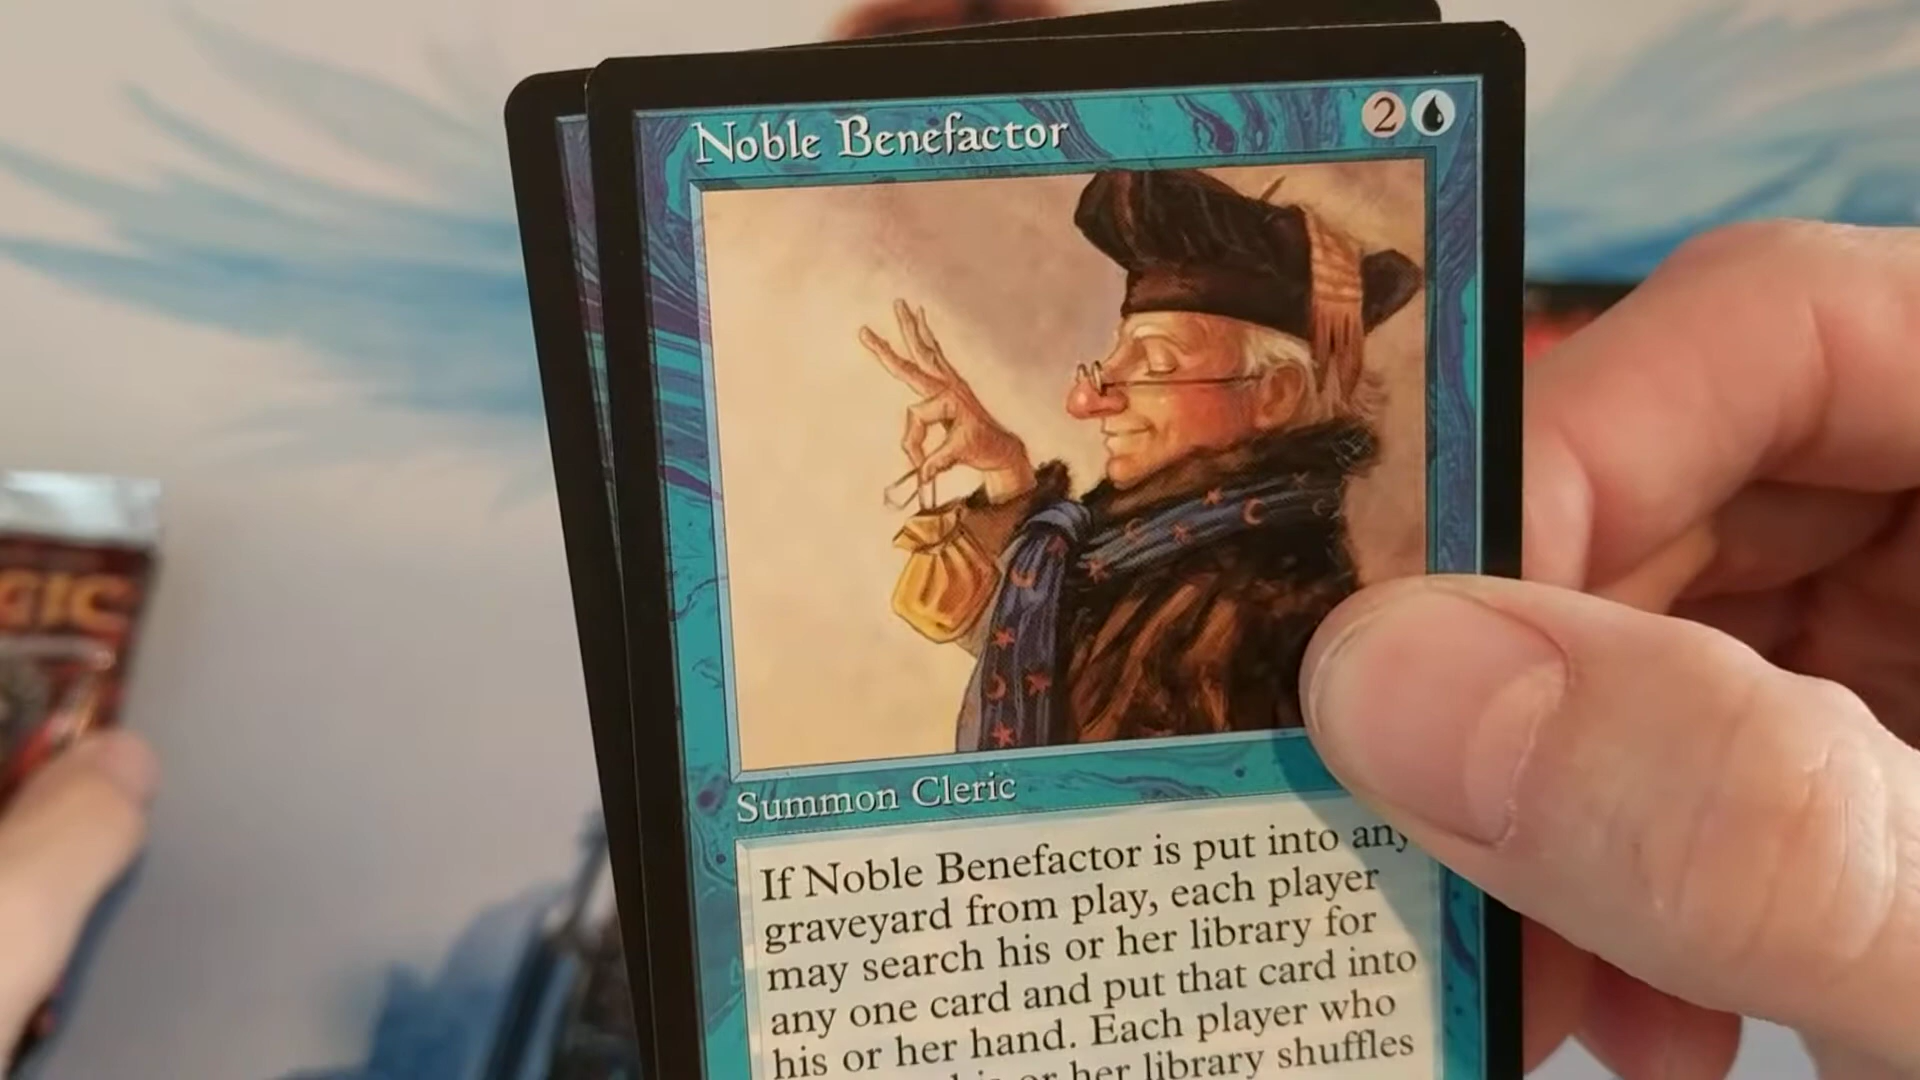 Noble Benefactor 2
GIC
Summon Cleric
If Noble Benefactor is put into any
graveyard from play, each player
may search his or her library for
any one card and put that card into
his or her hand. Each player who
or her library shuffles